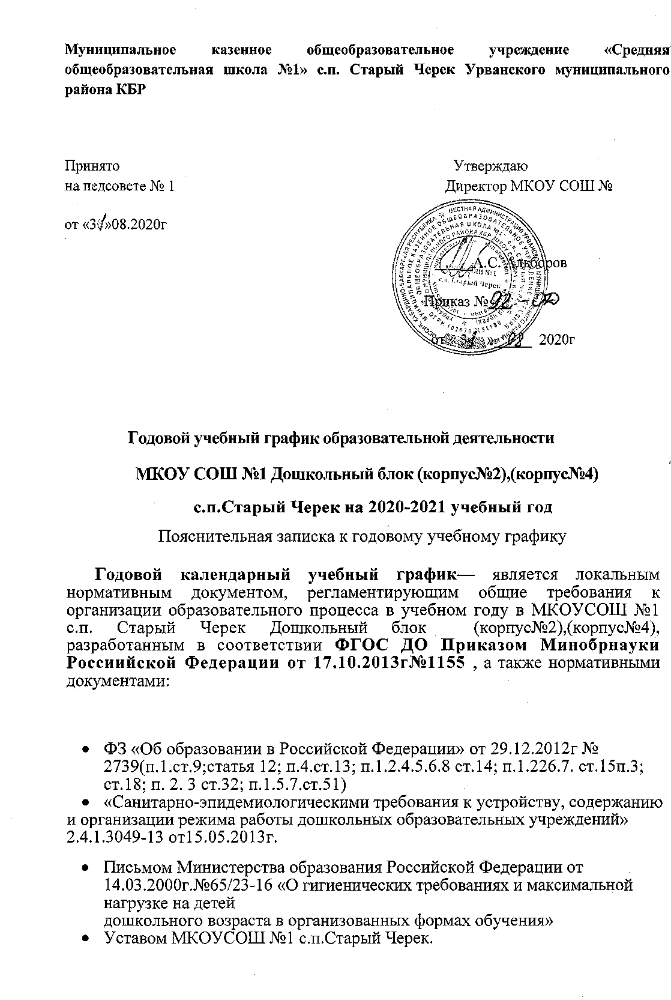 Муниципальное казенное общеобразовательное учреждение «Средняя
общеобразовательная школа №1» с.п. Старый Черек Урванского муниципального
района КБР
Принято Утверждаю
на педсовете № 1 Директор МКОУ СОШ №
от «31»08.2020г
А.С. Альборов
Приказ №92 – ОД
от « 31 » 08 2020г
Годовой учебный график образовательной деятельности
МКОУ СОШ №1 Дошкольный блок (корпус№2),(корпус№4)
с.п.Старый Черек на 2020-2021 учебный год
Пояснительная записка к годовому учебному графику
Годовой календарный учебный график— является локальным
нормативным документом, регламентирующим общие требования к
организации образовательного процесса в учебном году в МКОУСОШ №1
с.п. Старый Черек Дошкольный блок (корпус№2),(корпус№4),
разработанным в соответствии ФГОС ДО Приказом Минобрнауки
Россиийской Федерации от 17.10.2013г№1155 , а также нормативными
документами:
• ФЗ «Об образовании в Российской Федерации» от 29.12.2012г №
2739(п.1.ст.9;статья 12; п.4.ст.13; п.1.2.4.5.6.8 ст.14; п.1.226.7. ст.15п.3;
ст.18; п. 2. 3 ст.32; п.1.5.7.ст.51)
• «Санитарно-эпидемиологическими требования к устройству, содержанию
и организации режима работы дошкольных образовательных учреждений»
2.4.1.3049-13 от15.05.2013г.
• Письмом Министерства образования Российской Федерации от
14.03.2000г.№65/23-16 «О гигиенических требованиях и максимальной
нагрузке на детей
дошкольного возраста в организованных формах обучения»
• Уставом МКОУСОШ №1 с.п.Старый Черек.